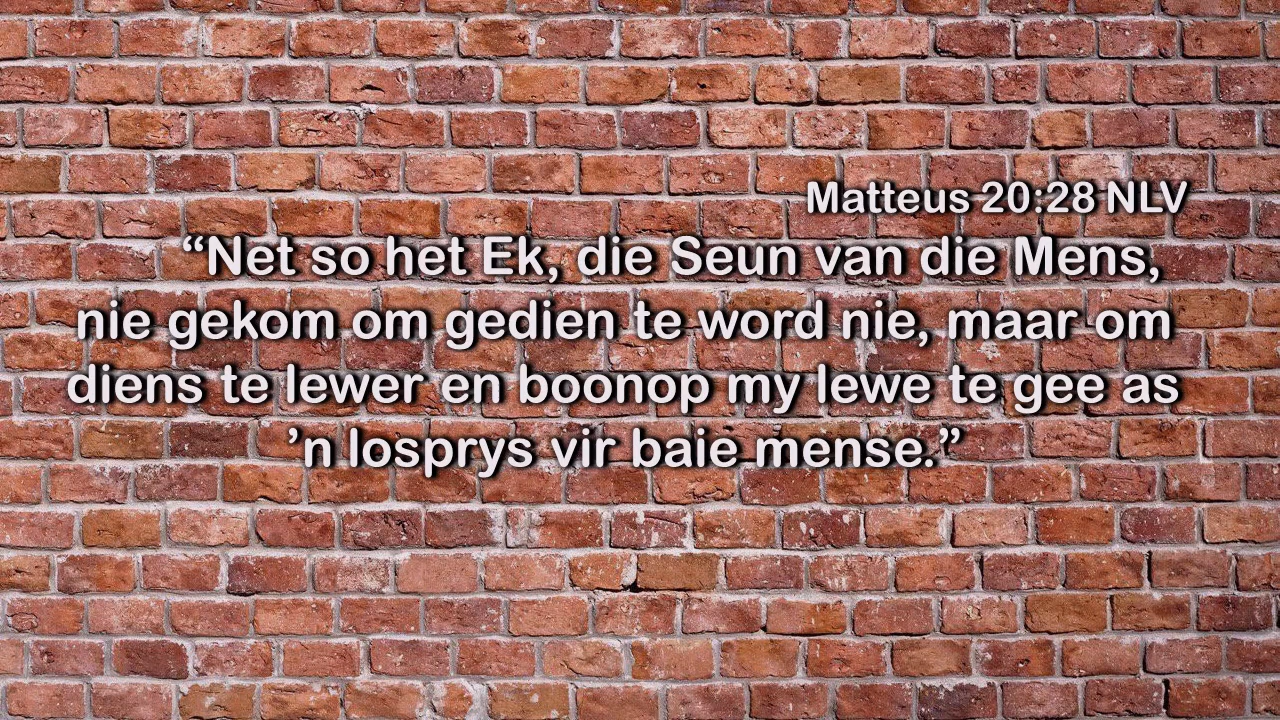 Matteus 20:28 NLV
“Net so het Ek, die Seun van die Mens,
nie gekom om gedien te word nie, maar om
diens te lewer en boonop my lewe te gee as
’n losprys vir baie mense.”